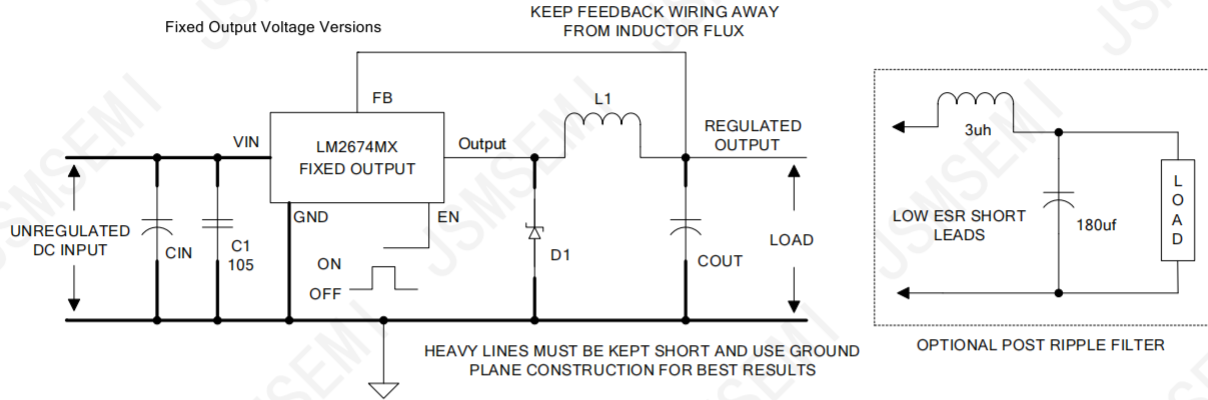 Fixed Output Voltage Versions
KEEP FEEDBACK WIRING AWAY
FROM INDUCTOR FLUX
FB
L1
VIN
LM2674MX
FIXED OUTPUT
Output
REGULATED
OUTPUT
GND
EN
UNREGULATED
DC INPUT
CIN
C1
105
ON
OFF
D1
COUT
LOAD
HEAVY LINES MUST BE KEPT SHORT AND USE GROUND
PLANE CONSTRUCTION FOR BEST RESULTS
3uh
LOW ESR SHORT
LEADS
180uf
L
O
A
D
OPTIONAL POST RIPPLE FILTER
JSMSEMI
JSMSEMI
JSMSEMI